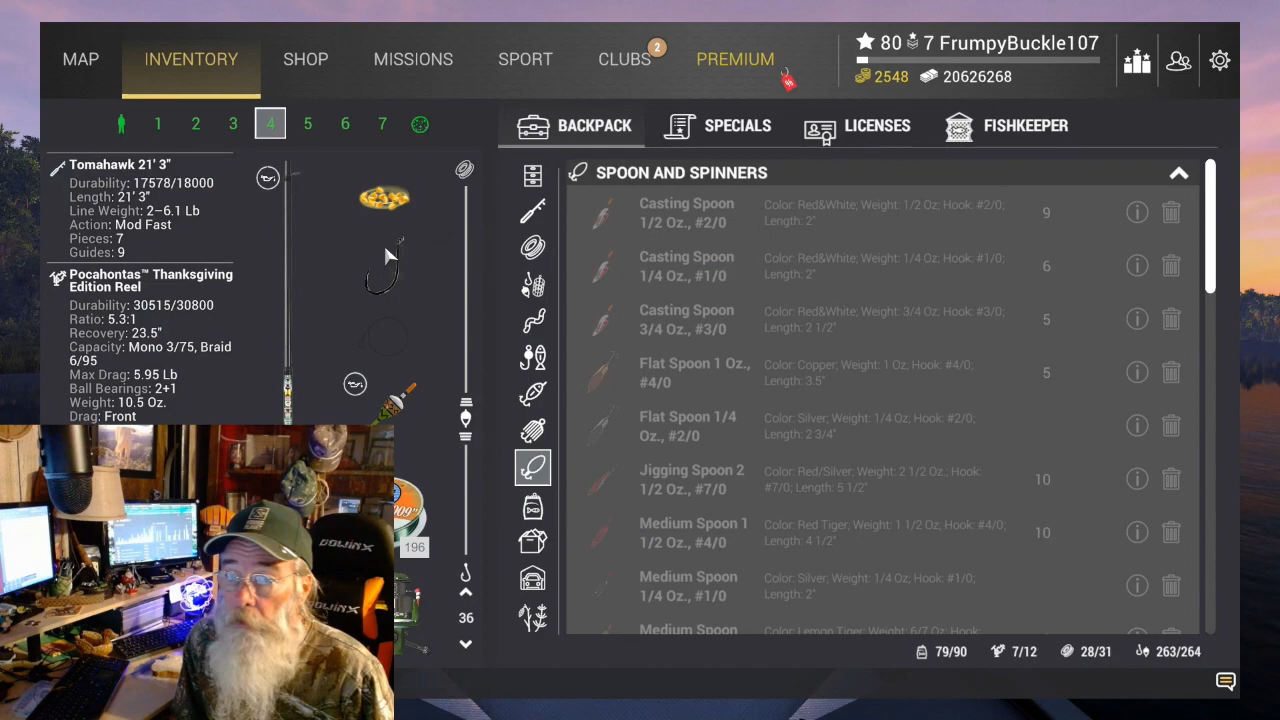 MAP INVENTORY SHOP MISSIONS SPORT CLUBS 2 PREMIUM
80 7 FrumpyBuckle107
2548 20626268
1 2 3 4 5 6 7
BACKPACK SPECIALS LICENSES FISHKEEPER
Tomahawk 21' 3"
Durability: 17578/18000
Length: 21' 3"
Line Weight: 2–6.1 Lb
Action: Mod Fast
Pieces: 7
Guides: 9
Pocahontas™ Thanksgiving
Edition Reel
Durability: 30515/30800
Ratio: 5.3:1
Recovery: 23.5"
Capacity: Mono 3/75, Braid
6/95
Max Drag: 5.95 Lb
Ball Bearings: 2+1
Weight: 10.5 Oz.
Drag: Front
.009"
196
36
DOWINX
DOWINX
SPOON AND SPINNERS
Casting Spoon
1/2 Oz., #2/0
Color: Red&White; Weight: 1/2 Oz; Hook: #2/0;
Length: 2"
9
Casting Spoon
1/4 Oz., #1/0
Color: Red&White; Weight: 1/4 Oz; Hook: #1/0;
Length: 2"
6
Casting Spoon
3/4 Oz., #3/0
Color: Red&White; Weight: 3/4 Oz; Hook: #3/0;
Length: 2 1/2"
5
Flat Spoon 1 Oz.,
#4/0
Color: Copper; Weight: 1 Oz; Hook: #4/0;
Length: 3.5"
5
Flat Spoon 1/4
Oz., #2/0
Color: Silver; Weight: 1/4 Oz; Hook: #2/0;
Length: 2 3/4"
Jigging Spoon 2
1/2 Oz., #7/0
Color: Red/Silver; Weight: 2 1/2 Oz.; Hook:
#7/0; Length: 5 1/2"
10
Medium Spoon 1
1/2 Oz., #4/0
Color: Red Tiger; Weight: 1 1/2 Oz; Hook: #4/0;
Length: 4 1/2"
10
Medium Spoon
1/4 Oz., #1/0
Color: Silver; Weight: 1/4 Oz; Hook: #1/0;
Length: 2"
Medium Spoon
Color: Lemon Tiger; Weight: 6/7 Oz; Hook:
79/90 7/12 28/31 263/264